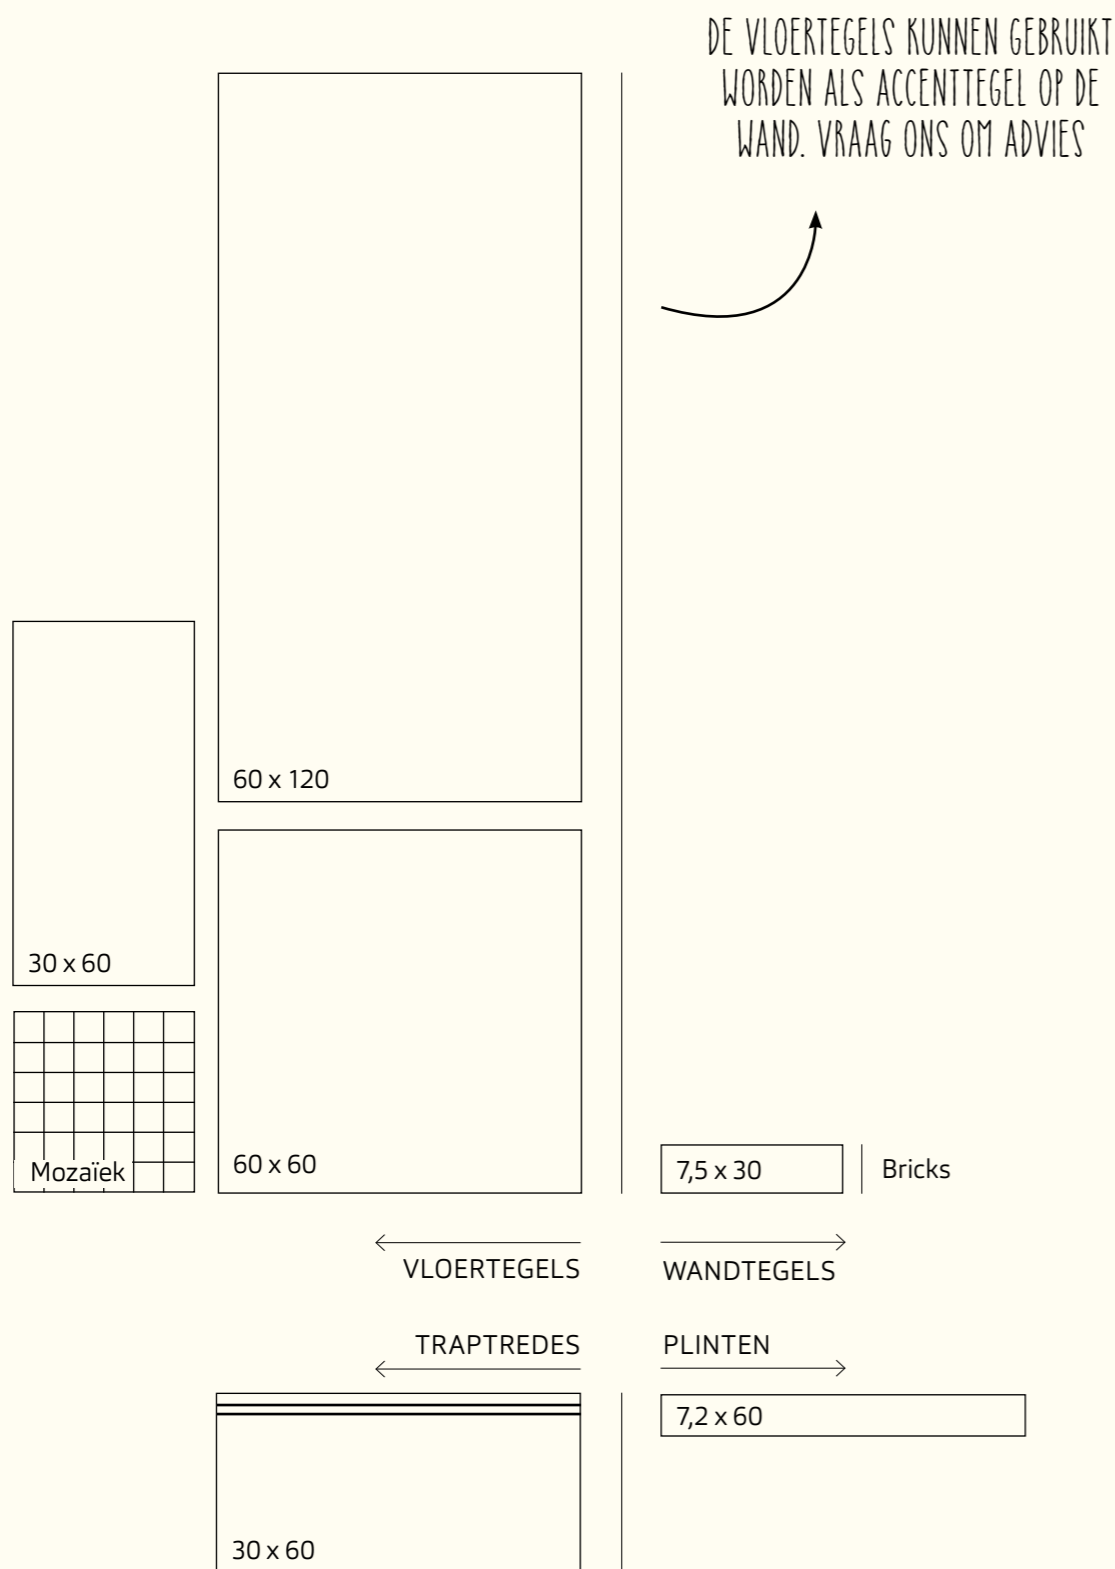 DE VLOERTEGELS KUNNEN GEBRUIKT
WORDEN ALS ACCENTTEGEL OP DE
WAND. VRAAG ONS OM ADVIES
60 x 120
30 x 60
Mozaïek
60 x 60
7,5 x 30
Bricks
VLOERTEGELS
WANDTEGELS
TRAPTREDES
PLINTEN
7,2 x 60
30 x 60